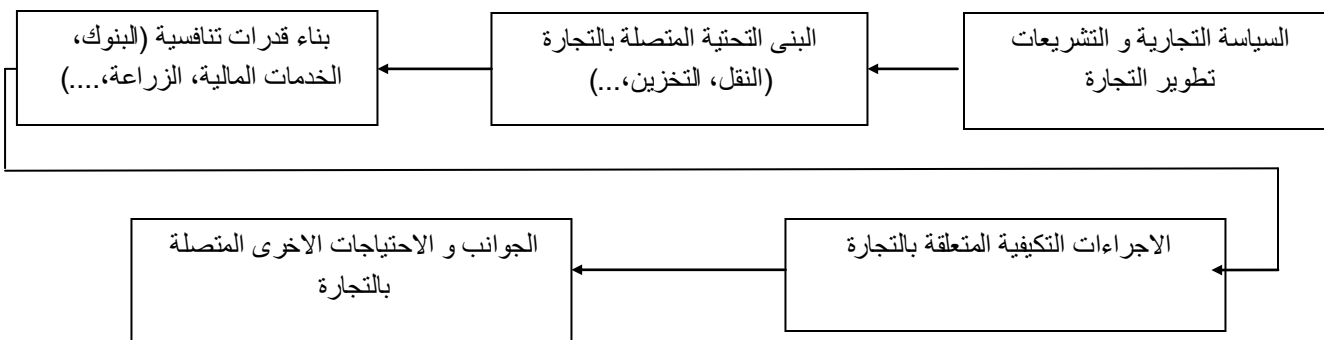 السياسة التجارية و التشريعات
تطوير التجارة
البنى التحتية المتصلة بالتجارة
(النقل، التخزين،...)
بناء قدرات تنافسية (البنوك،
الخدمات المالية، الزراعة،....)
الاجراءات التكيفية المتعلقة بالتجارة
الجوانب و الاحتياجات الاخرى المتصلة
بالتجارة